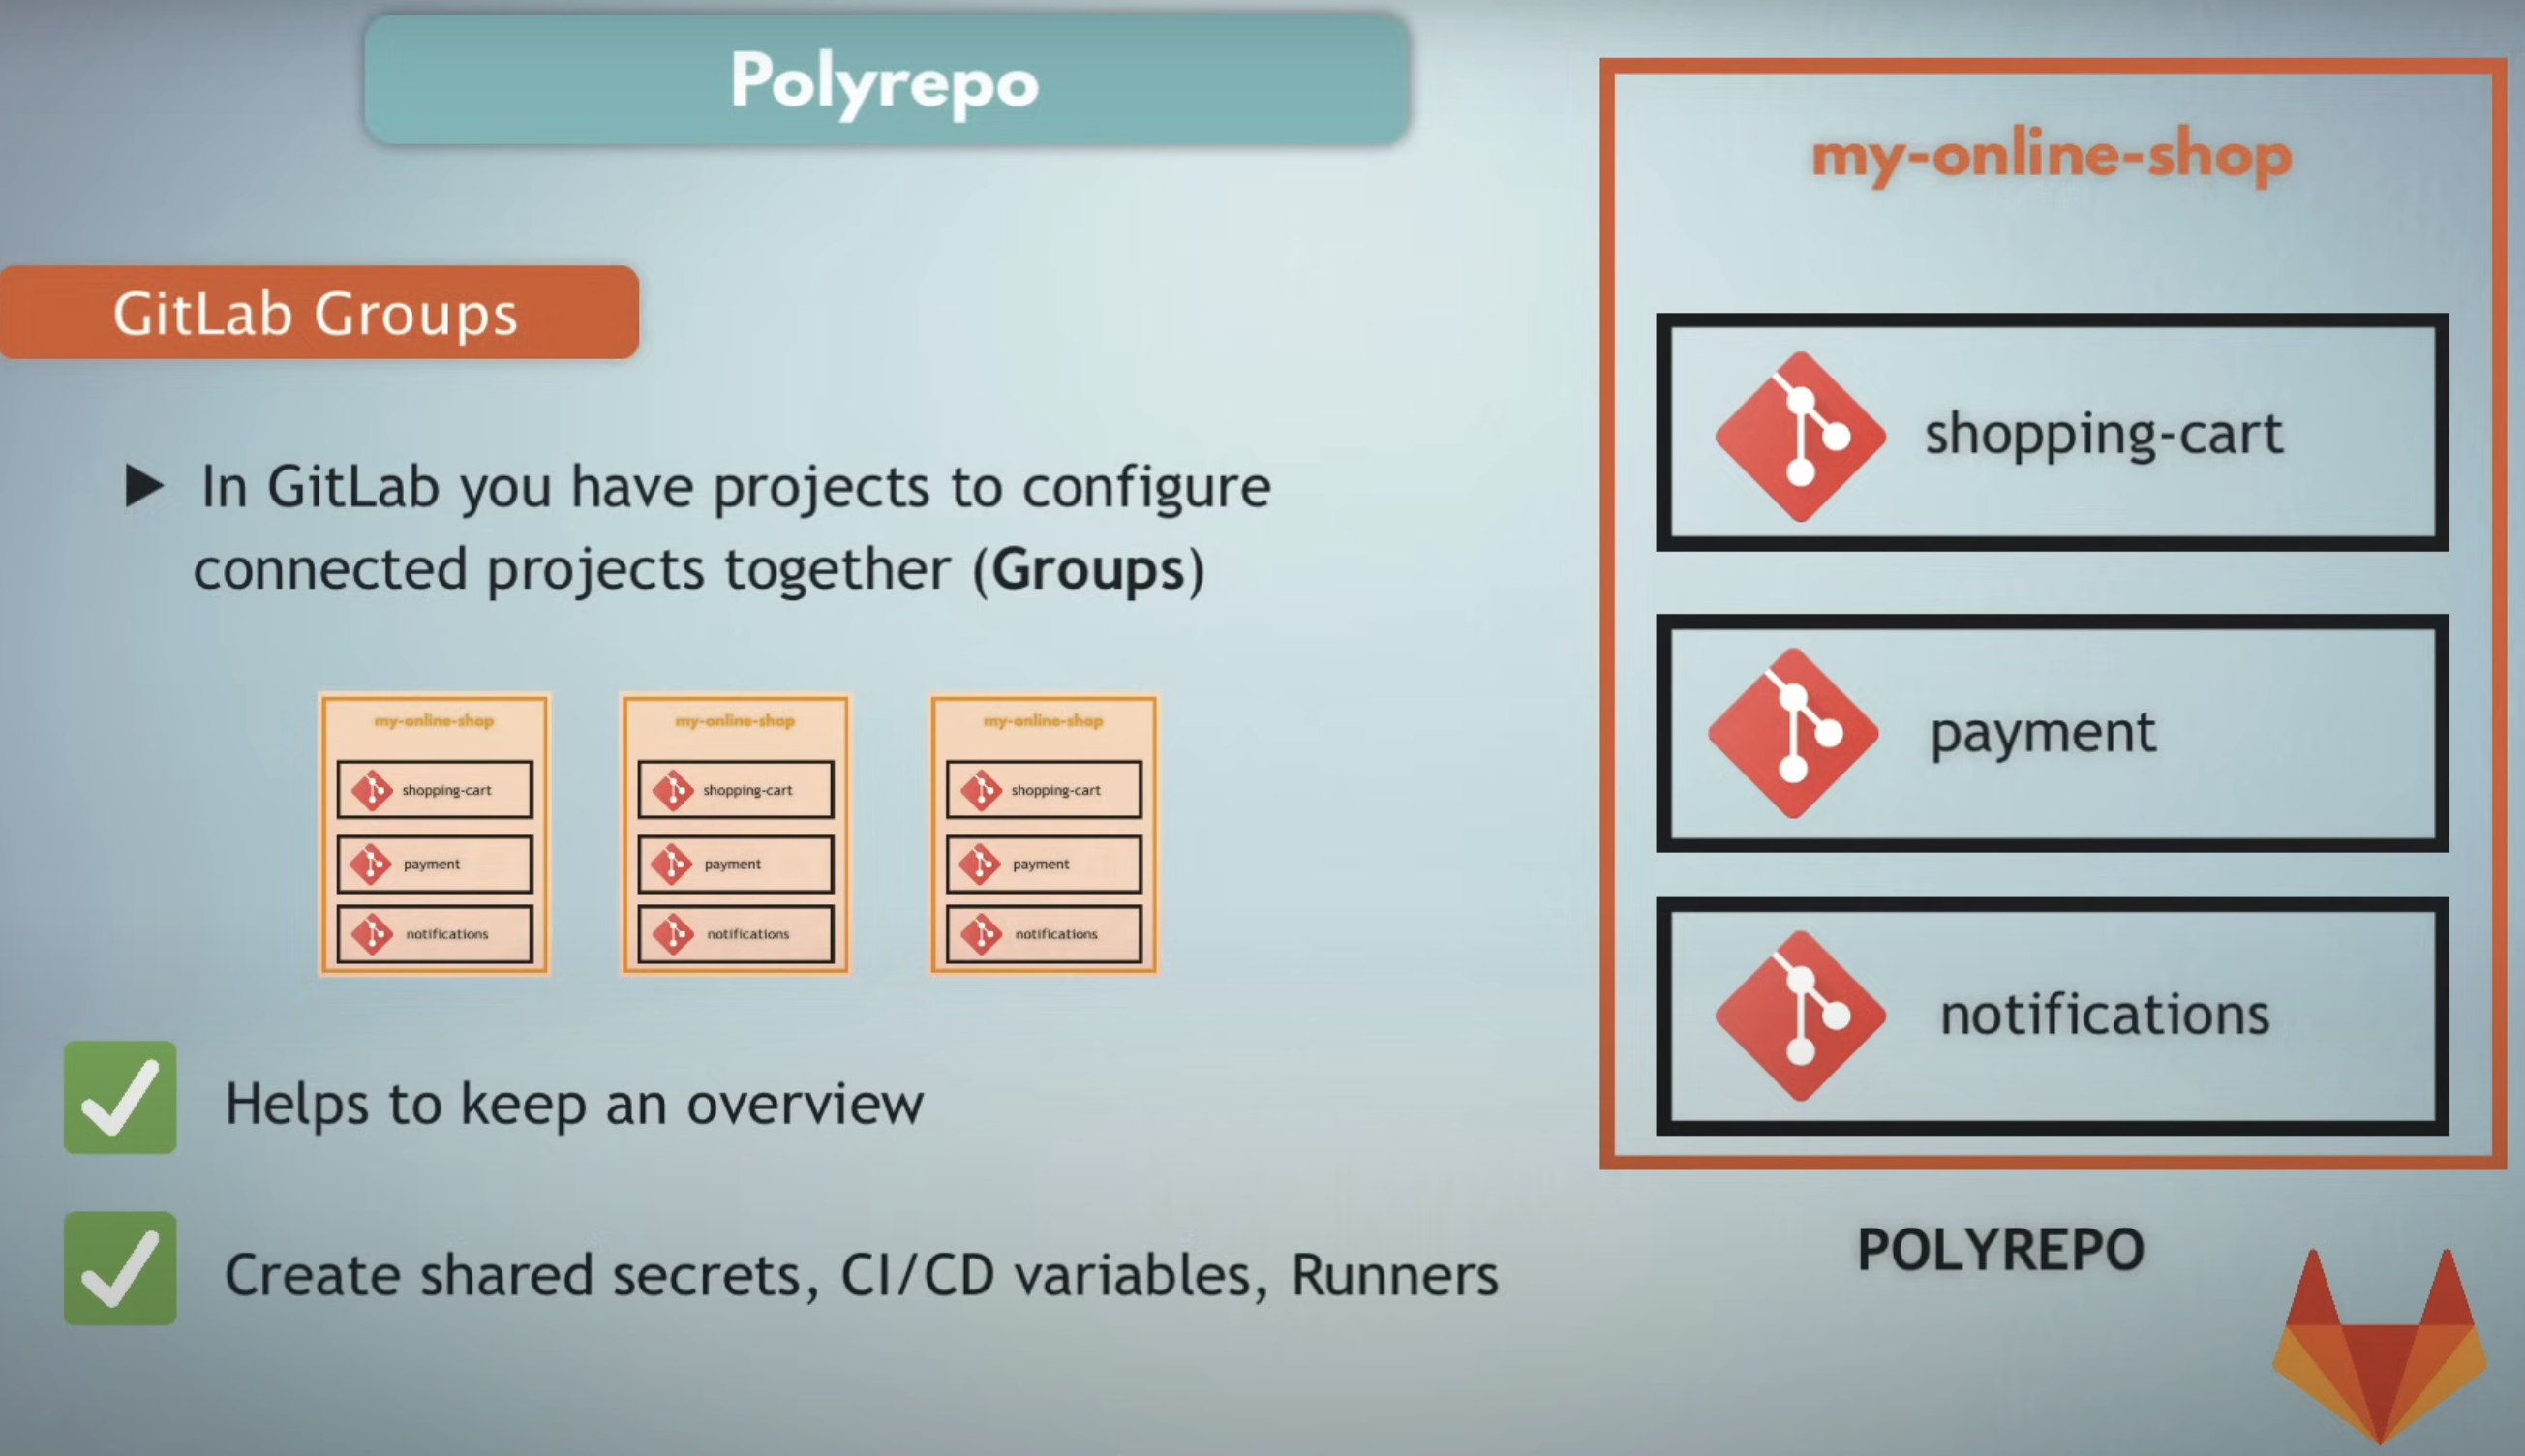 Polyrepo
GitLab Groups
▶ In GitLab you have projects to configure
connected projects together (Groups)
my-online-shop
shopping-cart
payment
notifications
my-online-shop
shopping-cart
payment
notifications
my-online-shop
shopping-cart
payment
notifications
Helps to keep an overview
Create shared secrets, CI/CD variables, Runners
my-online-shop
shopping-cart
payment
notifications
POLYREPO